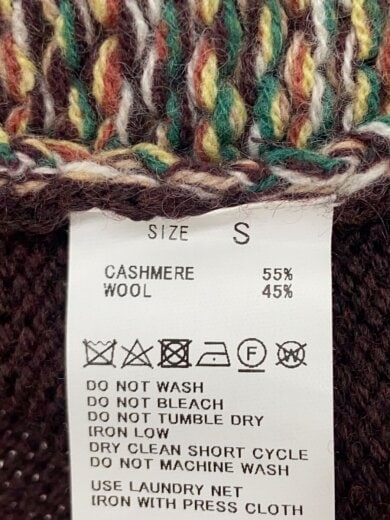 SIZE S
CASHMERE 55%
WOOL 45%
F W
DO NOT WASH
DO NOT BLEACH
DO NOT TUMBLE DRY
IRON LOW
DRY CLEAN SHORT CYCLE
DO NOT MACHINE WASH
USE LAUNDRY NET
IRON WITH PRESS CLOTH